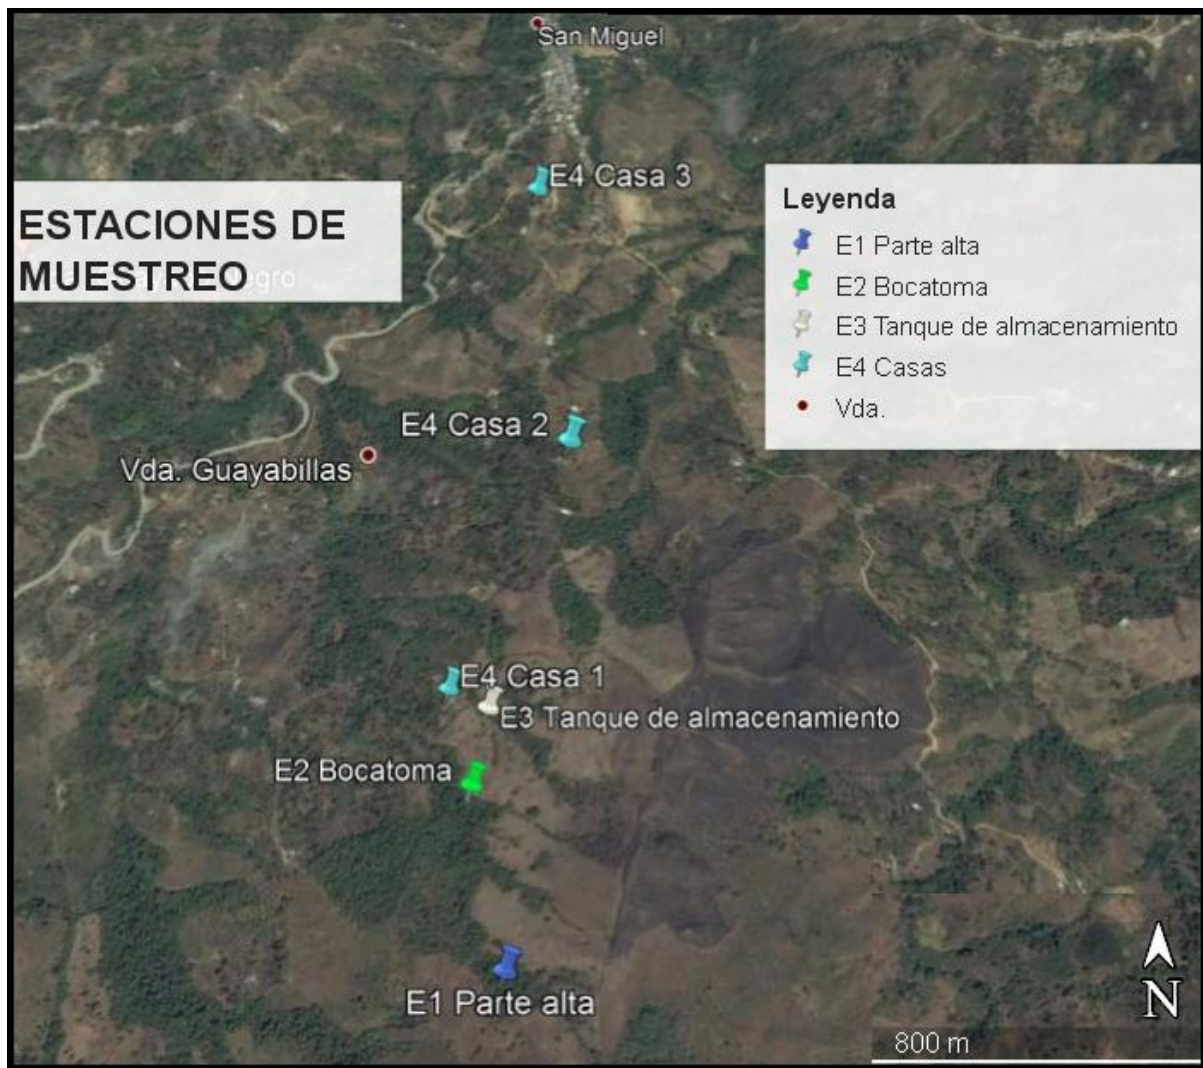 San Miguel
E4 Casa 3
ESTACIONES DE
MUESTREO
Leyenda
E1 Parte alta
E2 Bocatoma
E3 Tanque de almacenamiento
E4 Casas
Vda.
E4 Casa 2
Vda. Guayabillas
E4 Casa 1
E3 Tanque de almacenamiento
E2 Bocatoma
E1 Parte alta
N
800 m